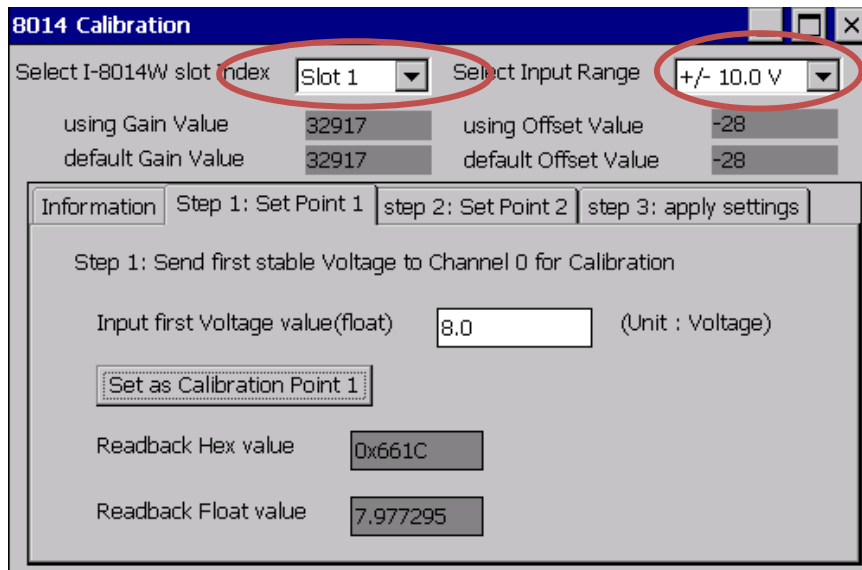 8014 Calibration
Select I-8014W slot Index Slot 1 Select Input Range +/- 10.0 V
using Gain Value 32917 using Offset Value -28
default Gain Value 32917 default Offset Value -28
Information Step 1: Set Point 1 step 2: Set Point 2 step 3: apply settings
Step 1: Send first stable Voltage to Channel 0 for Calibration
Input first Voltage value(float) 8.0 (Unit : Voltage)
Set as Calibration Point 1
Readback Hex value 0x661C
Readback Float value 7.977295